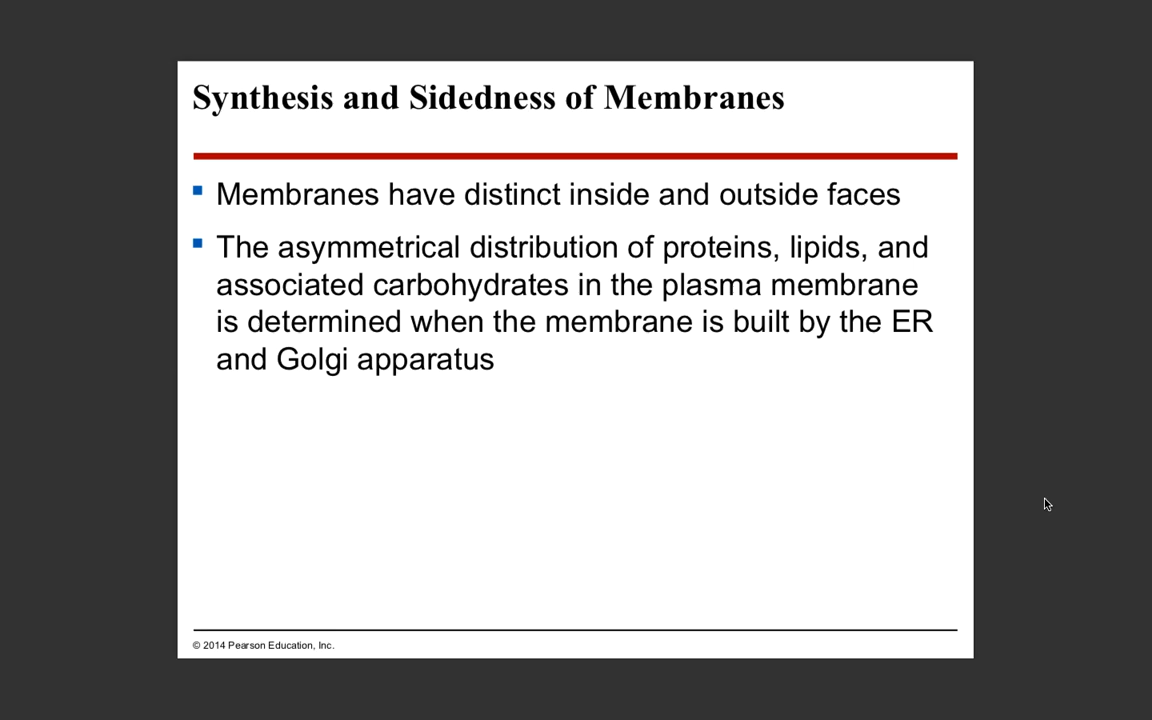 Synthesis and Sidedness of Membranes
Membranes have distinct inside and outside faces
The asymmetrical distribution of proteins, lipids, and
associated carbohydrates in the plasma membrane
is determined when the membrane is built by the ER
and Golgi apparatus
© 2014 Pearson Education, Inc.